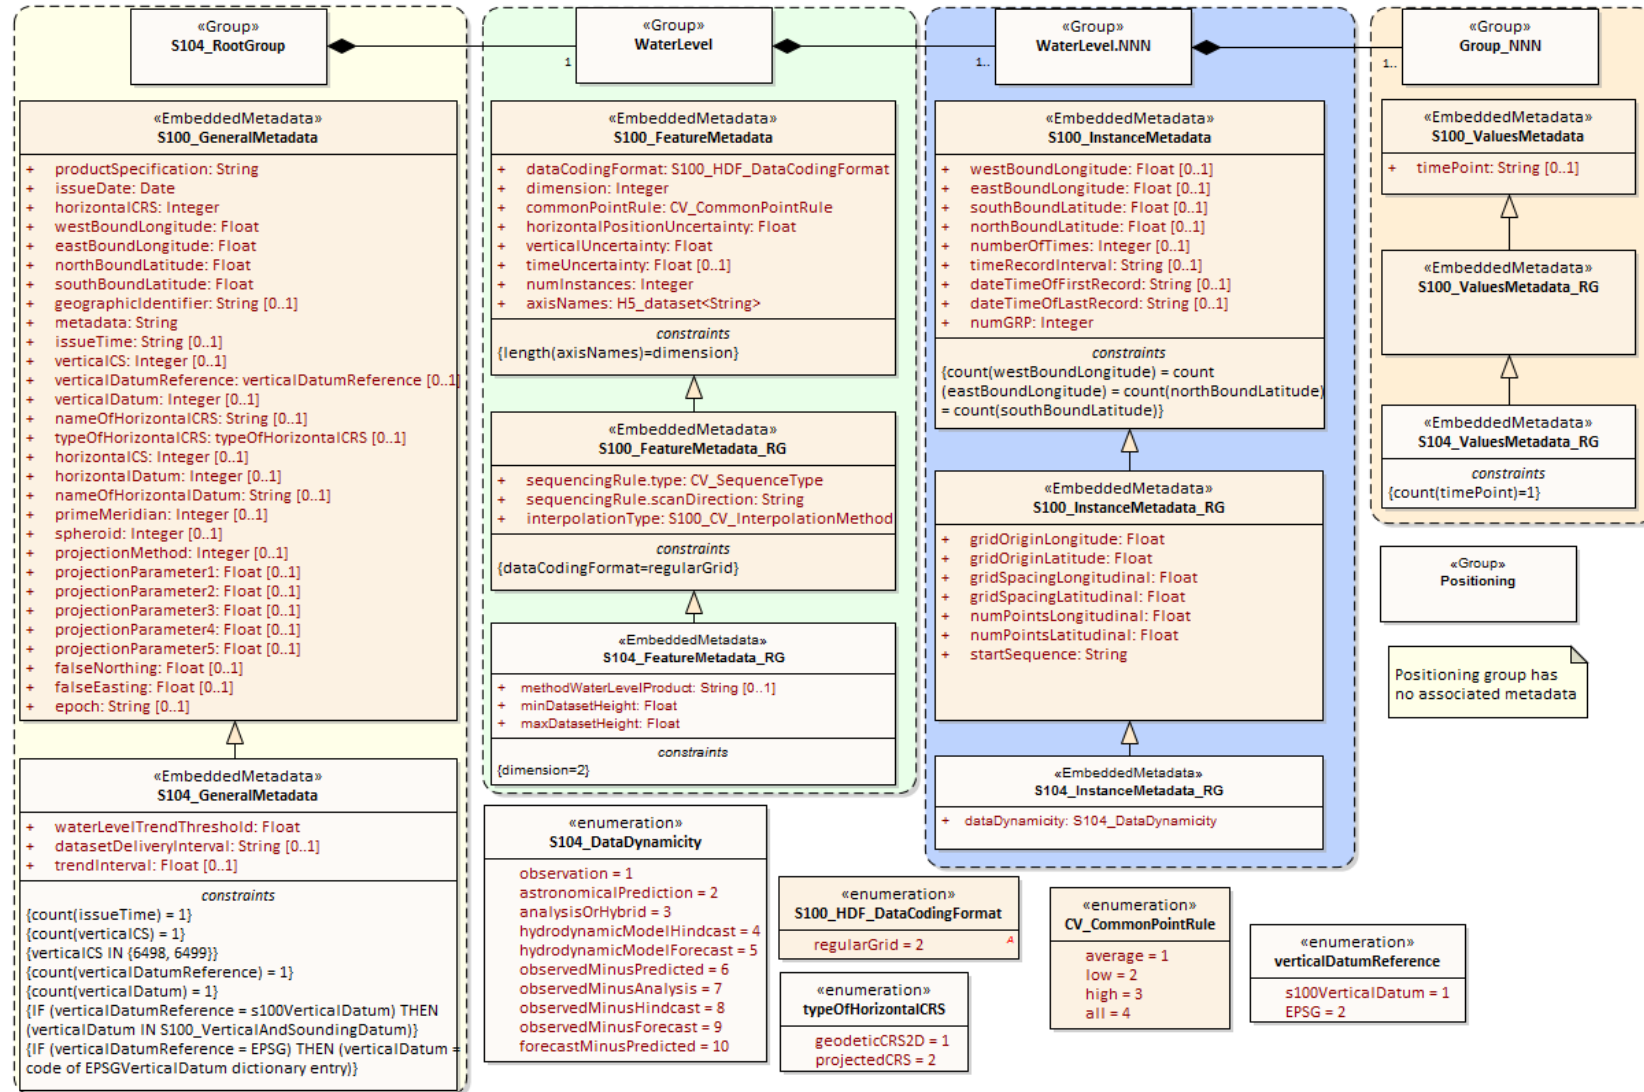 «Group»
S104_RootGroup
1
«Group»
WaterLevel
1..
«Group»
WaterLevel.NNN
1..
«Group»
Group_NNN
«EmbeddedMetadata»
S100_GeneralMetadata
+ productSpecification: String
+ issueDate: Date
+ horizontalCRS: Integer
+ westBoundLongitude: Float
+ eastBoundLongitude: Float
+ northBoundLatitude: Float
+ southBoundLatitude: Float
+ geographicIdentifier: String [0..1]
+ metadata: String
+ issueTime: String [0..1]
+ verticalCS: Integer [0..1]
+ verticalDatumReference: verticalDatumReference [0..1]
+ verticalDatum: Integer [0..1]
+ nameOfHorizontalCRS: String [0..1]
+ typeOfHorizontalCRS: typeOfHorizontalCRS [0..1]
+ horizontalCS: Integer [0..1]
+ horizontalDatum: Integer [0..1]
+ nameOfHorizontalDatum: String [0..1]
+ primeMeridian: Integer [0..1]
+ spheroid: Integer [0..1]
+ projectionMethod: Integer [0..1]
+ projectionParameter1: Float [0..1]
+ projectionParameter2: Float [0..1]
+ projectionParameter3: Float [0..1]
+ projectionParameter4: Float [0..1]
+ projectionParameter5: Float [0..1]
+ falseNorthing: Float [0..1]
+ falseEasting: Float [0..1]
+ epoch: String [0..1]
«EmbeddedMetadata»
S104_GeneralMetadata
+ waterLevelTrendThreshold: Float
+ datasetDeliveryInterval: String [0..1]
+ trendInterval: Float [0..1]
constraints
{count(issueTime) = 1}
{count(verticalCS) = 1}
{verticalCS IN {6498, 6499}}
{count(verticalDatumReference) = 1}
{count(verticalDatum) = 1}
{IF (verticalDatumReference = s100VerticalDatum) THEN
(verticalDatum IN S100_VerticalAndSoundingDatum)}
{IF (verticalDatumReference = EPSG) THEN (verticalDatum =
code of EPSGVerticalDatum dictionary entry)}
«EmbeddedMetadata»
S100_FeatureMetadata
+ dataCodingFormat: S100_HDF_DataCodingFormat
+ dimension: Integer
+ commonPointRule: CV_CommonPointRule
+ horizontalPositionUncertainty: Float
+ verticalUncertainty: Float
+ timeUncertainty: Float [0..1]
+ numInstances: Integer
+ axisNames: H5_dataset<String>
constraints
{length(axisNames)=dimension}
«EmbeddedMetadata»
S100_FeatureMetadata_RG
+ sequencingRule.type: CV_SequenceType
+ sequencingRule.scanDirection: String
+ interpolationType: S100_CV_InterpolationMethod
constraints
{dataCodingFormat=regularGrid}
«EmbeddedMetadata»
S104_FeatureMetadata_RG
+ methodWaterLevelProduct: String [0..1]
+ minDatasetHeight: Float
+ maxDatasetHeight: Float
constraints
{dimension=2}
«EmbeddedMetadata»
S100_InstanceMetadata
+ westBoundLongitude: Float [0..1]
+ eastBoundLongitude: Float [0..1]
+ southBoundLatitude: Float [0..1]
+ northBoundLatitude: Float [0..1]
+ numberOfTimes: Integer [0..1]
+ timeRecordInterval: String [0..1]
+ dateTimeOfFirstRecord: String [0..1]
+ dateTimeOfLastRecord: String [0..1]
+ numGRP: Integer
constraints
{count(westBoundLongitude) = count
(eastBoundLongitude) = count(northBoundLatitude)
= count(southBoundLatitude)}
«EmbeddedMetadata»
S100_InstanceMetadata_RG
+ gridOriginLongitude: Float
+ gridOriginLatitude: Float
+ gridSpacingLongitudinal: Float
+ gridSpacingLatitudinal: Float
+ numPointsLongitudinal: Float
+ numPointsLatitudinal: Float
+ startSequence: String
«EmbeddedMetadata»
S104_InstanceMetadata_RG
+ dataDynamicity: S104_DataDynamicity
«EmbeddedMetadata»
S100_ValuesMetadata
+ timePoint: String [0..1]
«EmbeddedMetadata»
S100_ValuesMetadata_RG
«EmbeddedMetadata»
S104_ValuesMetadata_RG
constraints
{count(timePoint)=1}
«Group»
Positioning
Positioning group has
no associated metadata
«enumeration»
S104_DataDynamicity
observation = 1
astronomicalPrediction = 2
analysisOrHybrid = 3
hydrodynamicModelHindcast = 4
hydrodynamicModelForecast = 5
observedMinusPredicted = 6
observedMinusAnalysis = 7
observedMinusHindcast = 8
observedMinusForecast = 9
forecastMinusPredicted = 10
«enumeration»
S100_HDF_DataCodingFormat
regularGrid = 2
A
«enumeration»
typeOfHorizontalCRS
geodeticCRS2D = 1
projectedCRS = 2
«enumeration»
CV_CommonPointRule
average = 1
low = 2
high = 3
all = 4
«enumeration»
verticalDatumReference
s100VerticalDatum = 1
EPSG = 2